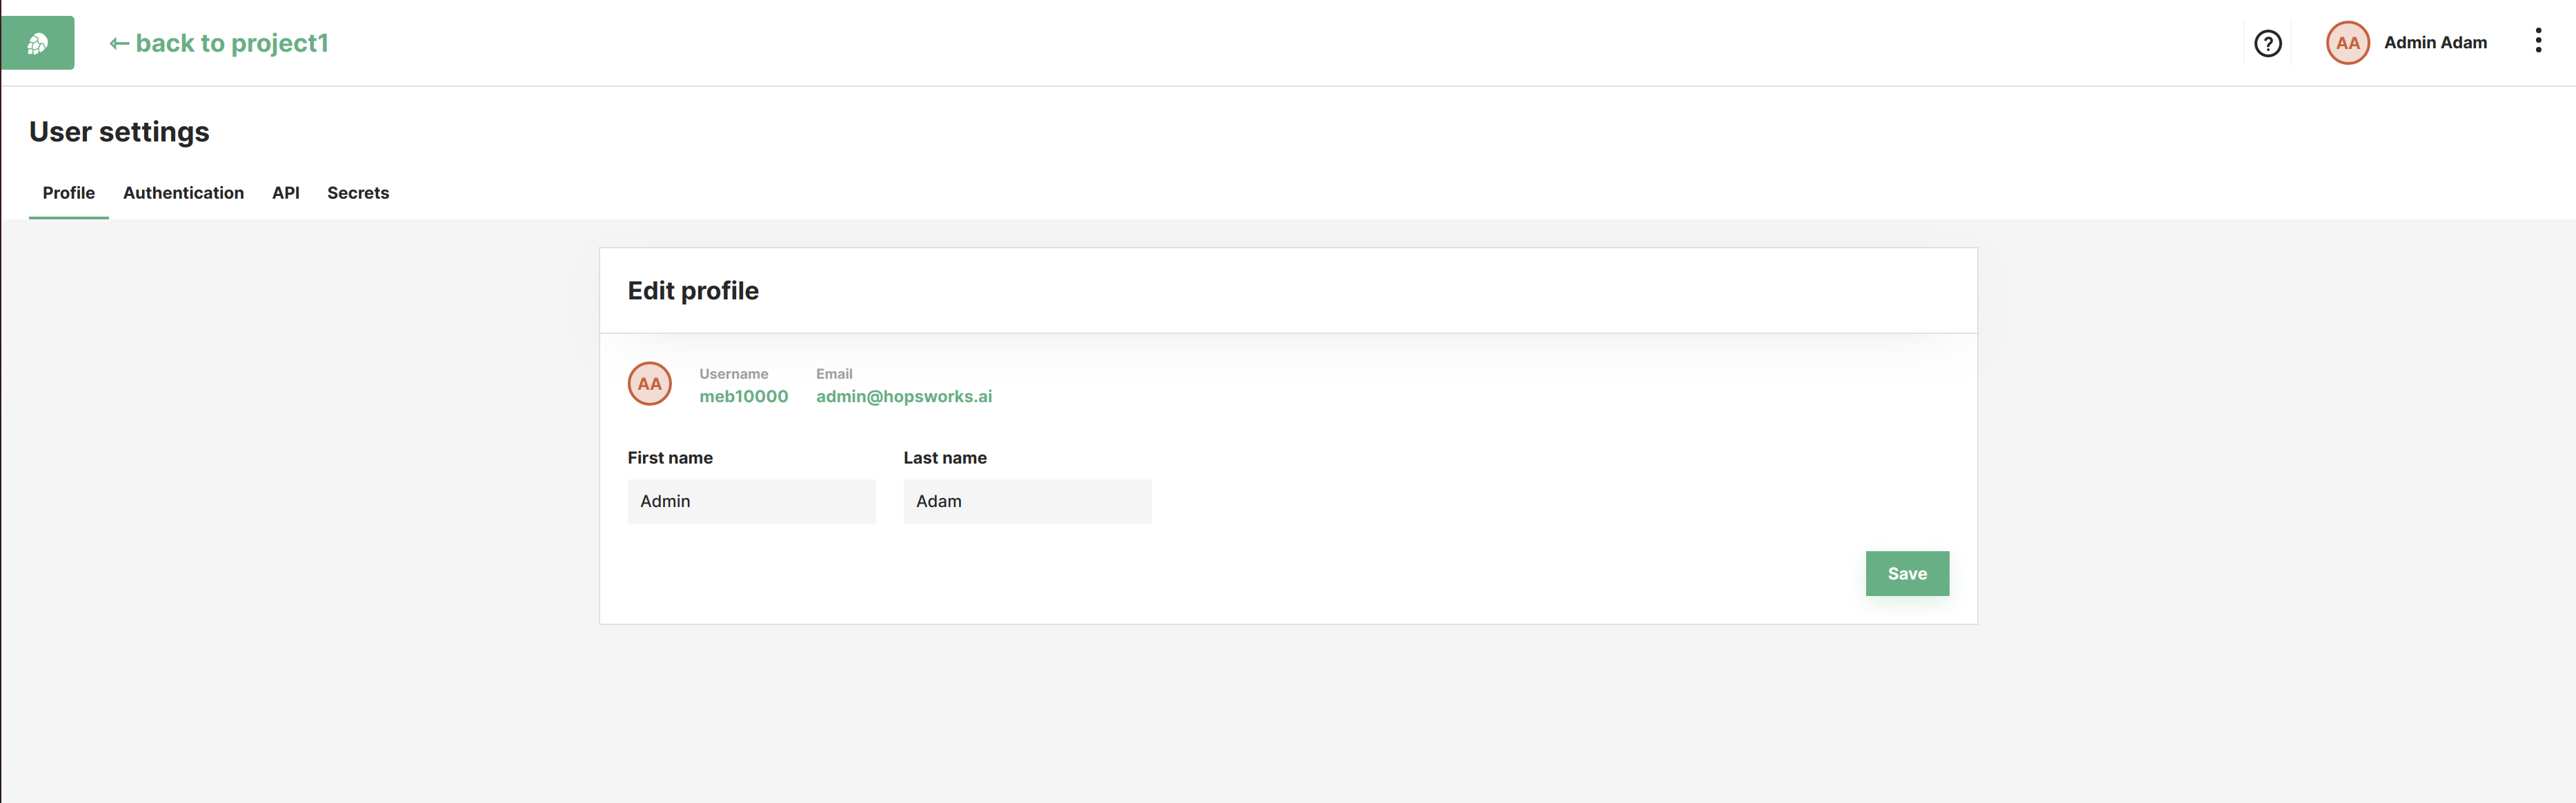 ← back to project1
? AA Admin Adam
User settings
Profile Authentication API Secrets
Edit profile
AA
Username Email
meb10000 admin@hopsworks.ai
First name Last name
Admin Adam
Save